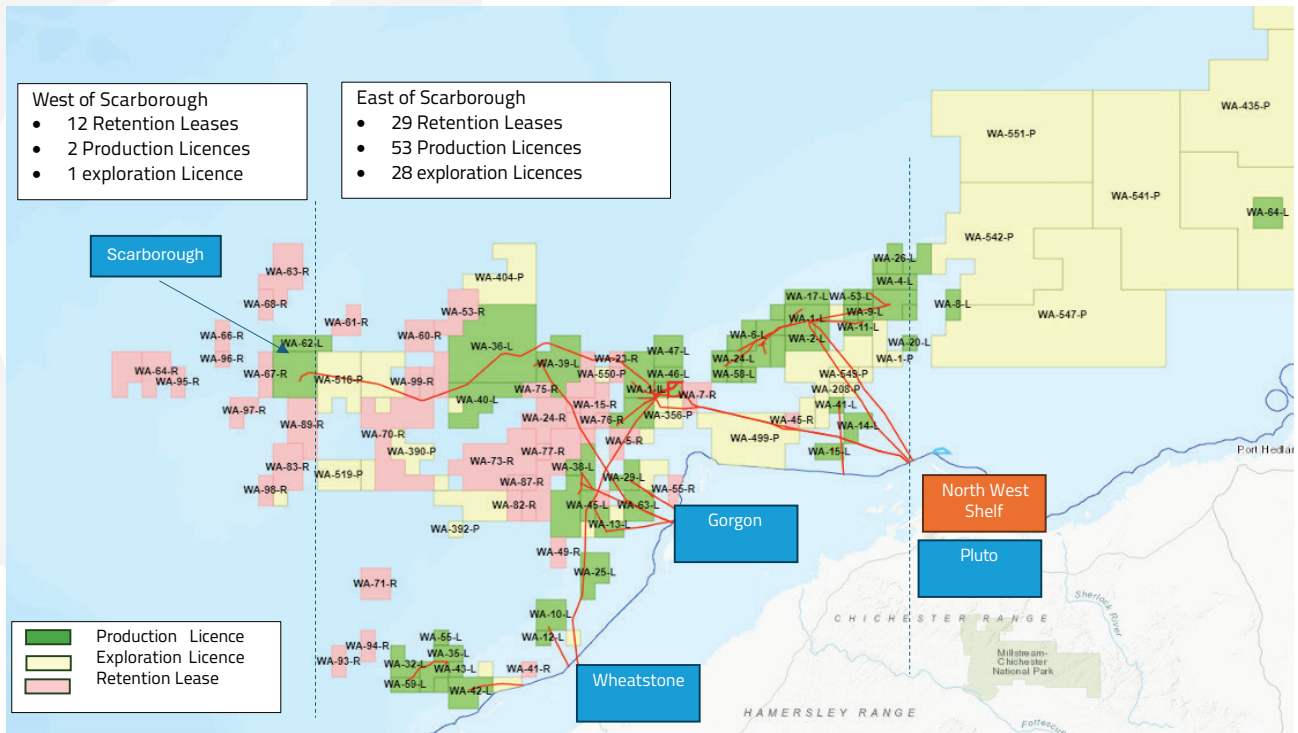 West of Scarborough
• 12 Retention Leases
• 2 Production Licences
• 1 exploration Licence
East of Scarborough
• 29 Retention Leases
• 53 Production Licences
• 28 exploration Licences
Scarborough
WA-435-P
WA-551-P
WA-541-P
WA-64-L
WA-542-P
WA-26-L
WA-63-R
WA-404-P
WA-4-L
WA-17-L
WA-53-L
WA-68-R
WA-53-R
WA-9-L
WA-8-L
WA-547-P
WA-61-R
WA-1-L
WA-11-L
WA-66-R
WA-60-R
WA-6-L
WA-2-L
WA-62-L
WA-36-L
WA-20-L
WA-96-R
WA-23-R
WA-47-L
WA-24-L
WA-1-P
WA-39-L
WA-64-R
WA-67-R
WA-550-P
WA-46-L
WA-58-L
WA-549-P
WA-95-R
WA-516-P
WA-99-R
WA-75-R
WA-1-IL
WA-7-R
WA-208-P
WA-40-L
WA-15-R
WA-41-L
WA-97-R
WA-24-R
WA-76-R
WA-356-P
WA-45-R
WA-89-R
WA-70-R
WA-5-R
WA-499-P
WA-14-L
WA-390-P
WA-77-R
WA-15-L
Port Hedlan
WA-83-R
WA-519-P
WA-73-R
WA-38-L
WA-87-R
WA-29-L
WA-98-R
WA-55-R
WA-82-R
WA-45-L
WA-63-L
North West
Shelf
WA-392-P
WA-13-L
Gorgon
WA-49-R
Pluto
WA-25-L
WA-71-R
Sherlock River
WA-10-L
CHICHESTER RANGE
WA-12-L
Production Licence
Exploration Licence
Retention Lease
WA-55-L
WA-94-R
WA-35-L
WA-93-R
WA-32-L
WA-43-L
WA-41-R
WA-59-L
WA-42-L
Wheatstone
Millstream-
Chichester
National Park
HAMERSLEY RANGE
Fortescue